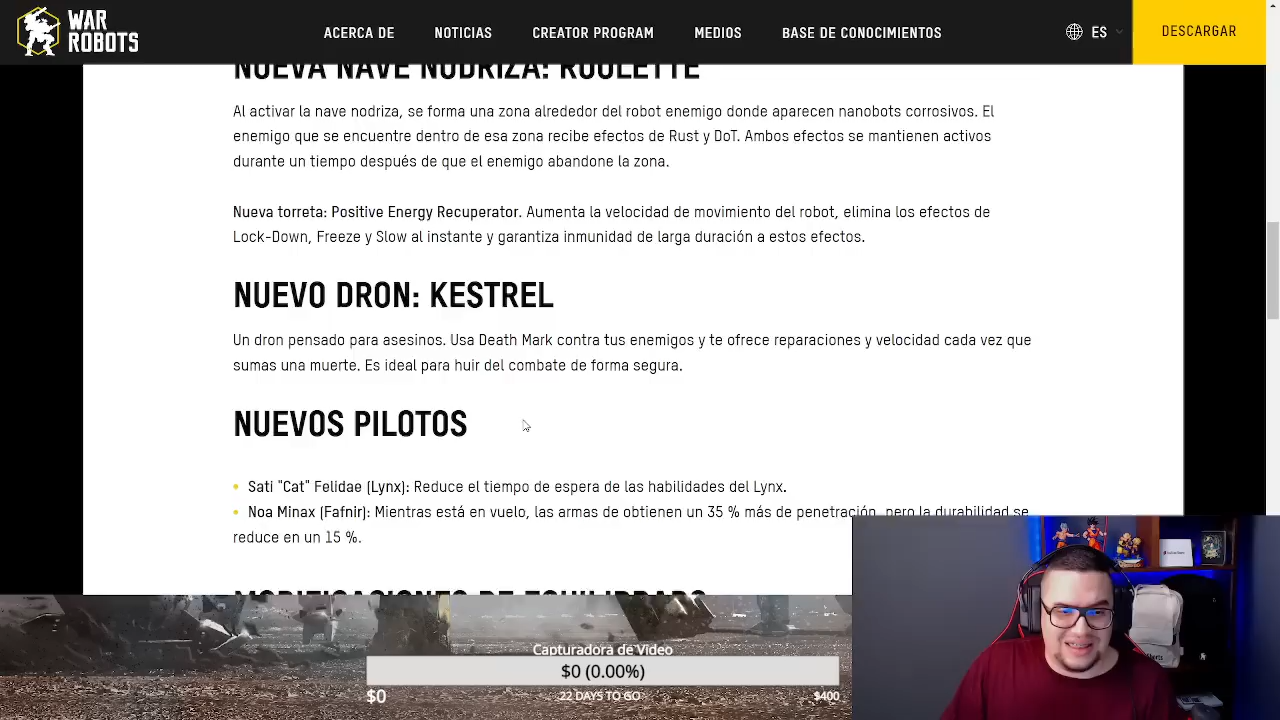 WAR
ROBOTS
ACERCA DE
NOTICIAS
CREATOR PROGRAM
MEDIOS
BASE DE CONOCIMIENTOS
ES
DESCARGAR
NUEVA NAVE NODRIZA: ROULETTE
Al activar la nave nodriza, se forma una zona alrededor del robot enemigo donde aparecen nanobots corrosivos. El
enemigo que se encuentre dentro de esa zona recibe efectos de Rust y DoT. Ambos efectos se mantienen activos
durante un tiempo después de que el enemigo abandone la zona.
Nueva torreta: Positive Energy Recuperator. Aumenta la velocidad de movimiento del robot, elimina los efectos de
Lock-Down, Freeze y Slow al instante y garantiza inmunidad de larga duración a estos efectos.
NUEVO DRON: KESTREL
Un dron pensado para asesinos. Usa Death Mark contra tus enemigos y te ofrece reparaciones y velocidad cada vez que
sumas una muerte. Es ideal para huir del combate de forma segura.
NUEVOS PILOTOS
• Sati "Cat" Felidae (Lynx): Reduce el tiempo de espera de las habilidades del Lynx.
• Noa Minax (Fafnir): Mientras está en vuelo, las armas de obtienen un 35 % más de penetración, pero la durabilidad se
reduce en un 15 %.
MODIFICACIONES DE EQUILIBRADO
Capturadora de Video
$0 (0.00%)
$0
22 DAYS TO GO
$400